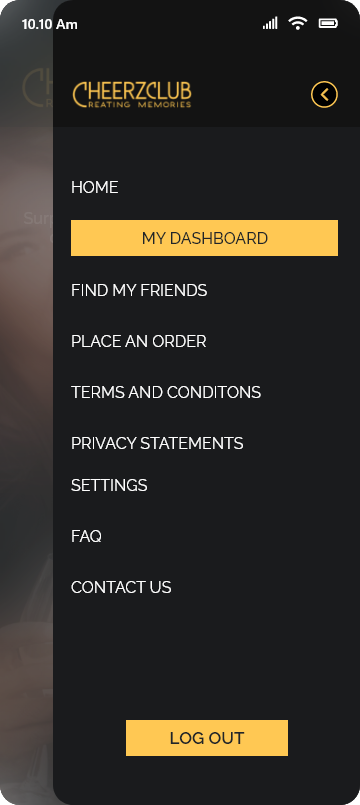 10.10 Am
CHEERZCLUB
REATING MEMORIES
HOME
MY DASHBOARD
FIND MY FRIENDS
PLACE AN ORDER
TERMS AND CONDITONS
PRIVACY STATEMENTS
SETTINGS
FAQ
CONTACT US
LOG OUT